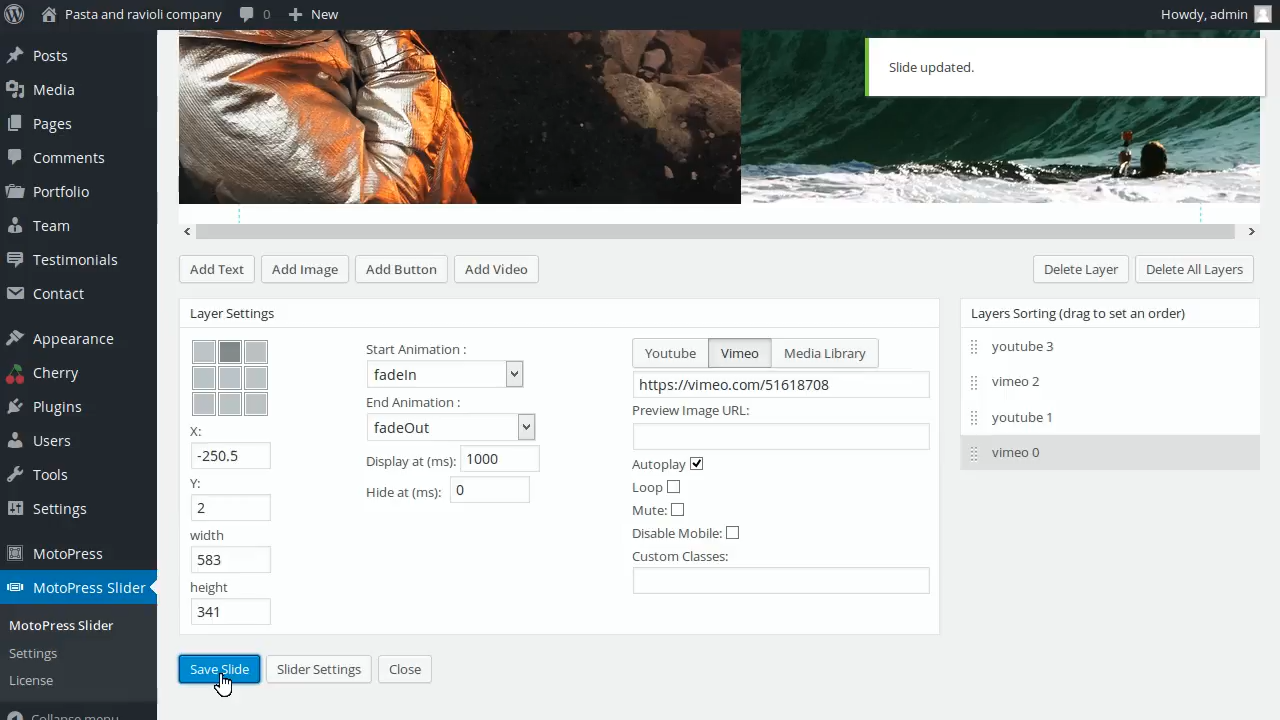 Pasta and ravioli company
0
New
Howdy, admin
Posts
Media
Pages
Comments
Portfolio
Team
Testimonials
Contact
Appearance
Cherry
Plugins
Users
Tools
Settings
MotoPress
MotoPress Slider
MotoPress Slider
Settings
License
Collapse menu
Slide updated.
Add Text
Add Image
Add Button
Add Video
Delete Layer
Delete All Layers
Layer Settings
X:
-250.5
Y:
2
width
583
height
341
Start Animation :
fadeIn
End Animation :
fadeOut
Display at (ms): 1000
Hide at (ms): 0
Youtube
Vimeo
Media Library
https://vimeo.com/51618708
Preview Image URL:
Autoplay
Loop
Mute:
Disable Mobile:
Custom Classes:
Layers Sorting (drag to set an order)
youtube 3
vimeo 2
youtube 1
vimeo 0
Save Slide
Slider Settings
Close